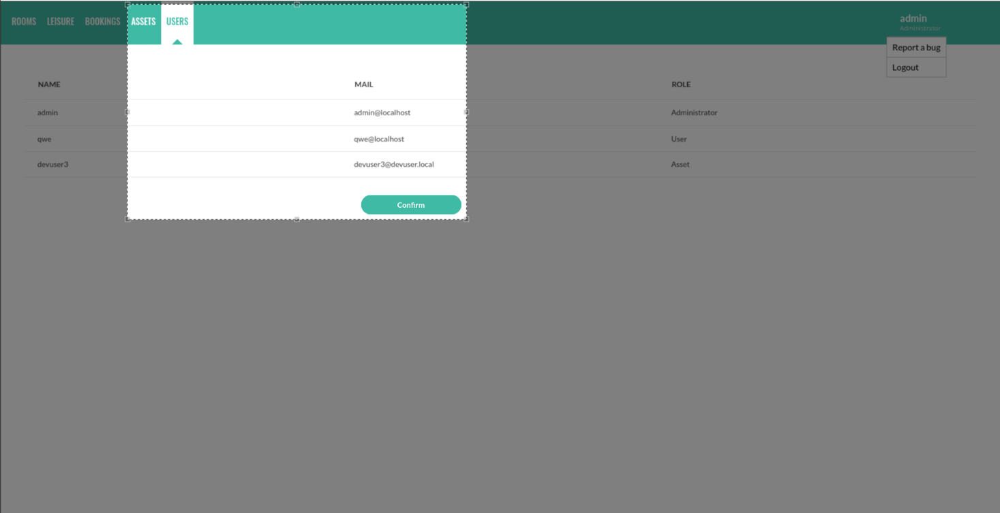 ROOMS LEISURE BOOKINGS ASSETS USERS admin
Administrator
Report a bug
Logout
NAME MAIL ROLE
admin admin@localhost Administrator
qwe qwe@localhost User
devuser3 devuser3@devuser.local Asset
Confirm